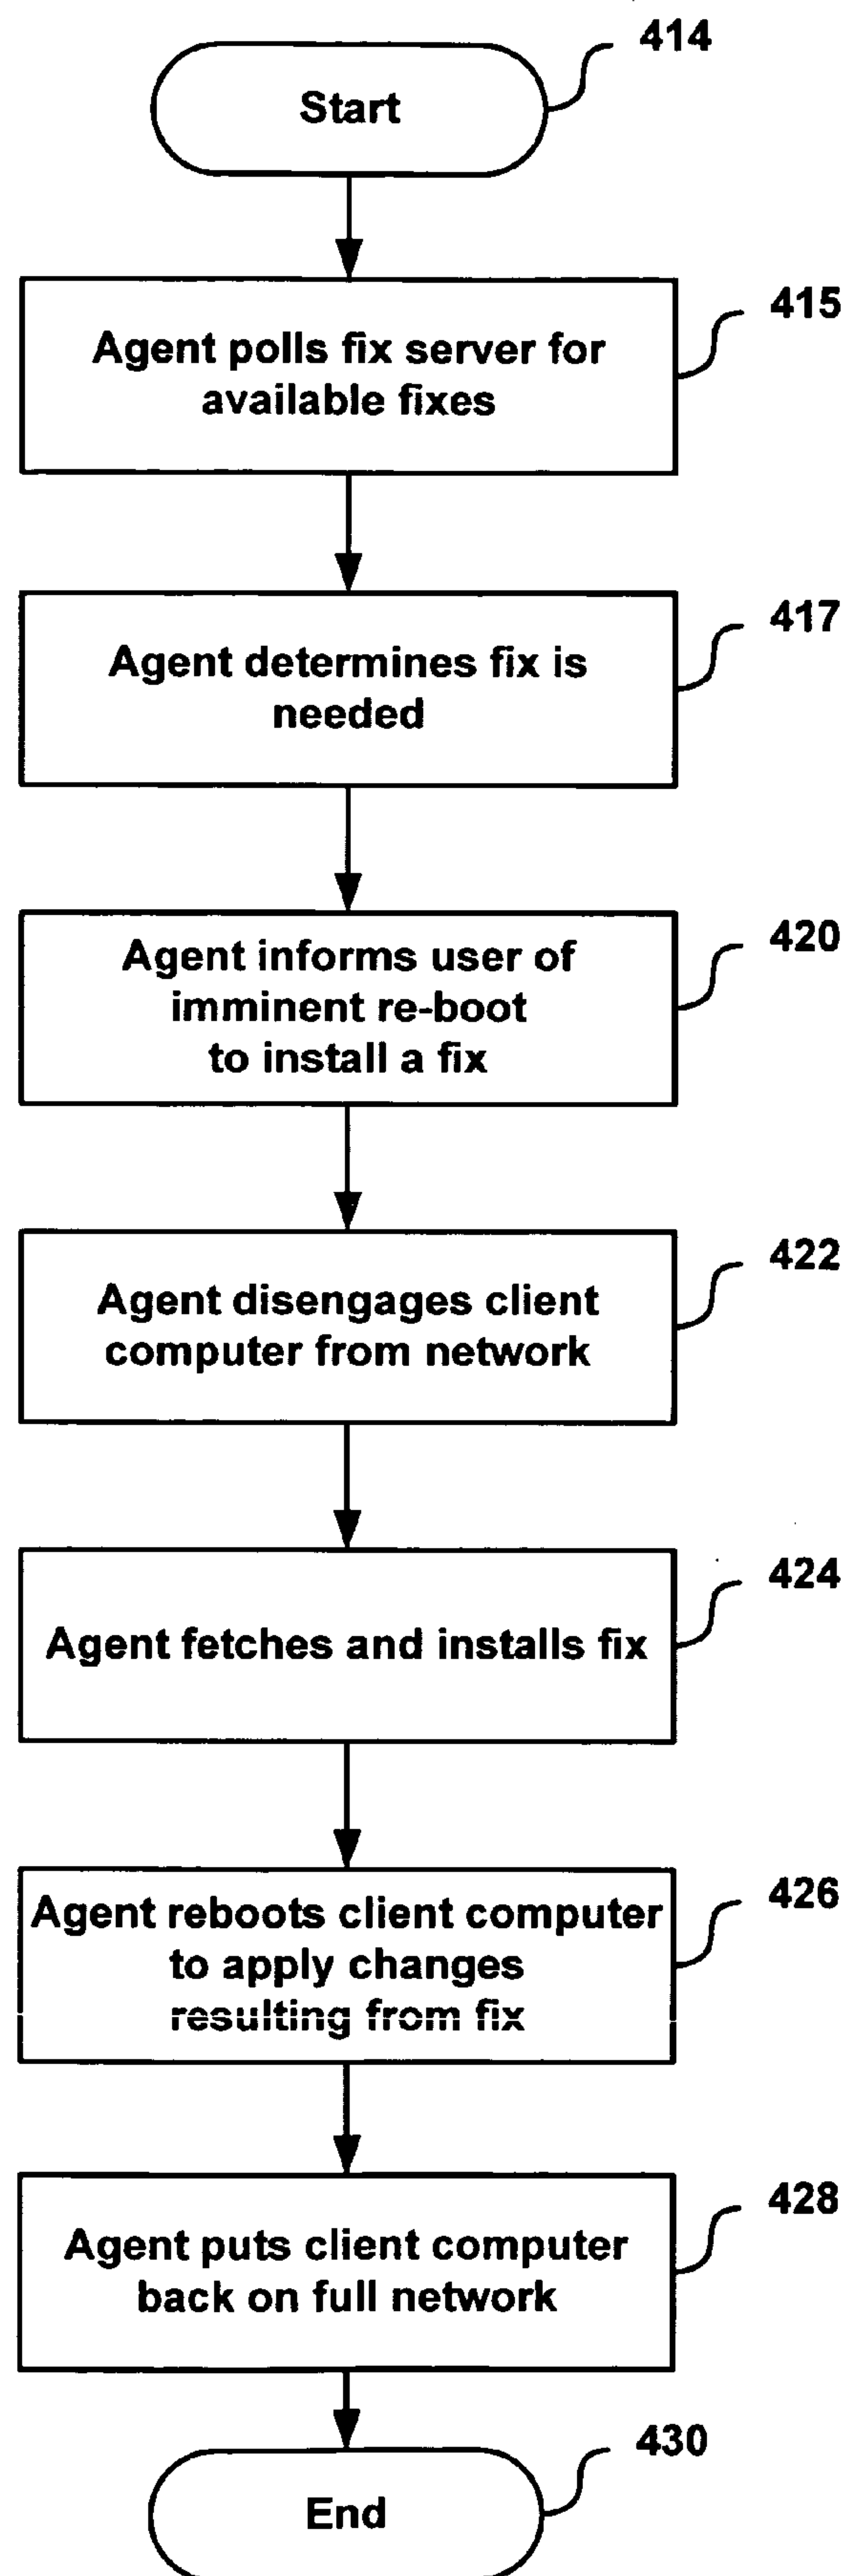 414
Start
415
Agent polls fix server for
available fixes
417
Agent determines fix is
needed
420
Agent informs user of
imminent re-boot
to install a fix
422
Agent disengages client
computer from network
424
Agent fetches and installs fix
426
Agent reboots client computer
to apply changes
resulting from fix
428
Agent puts client computer
back on full network
430
End